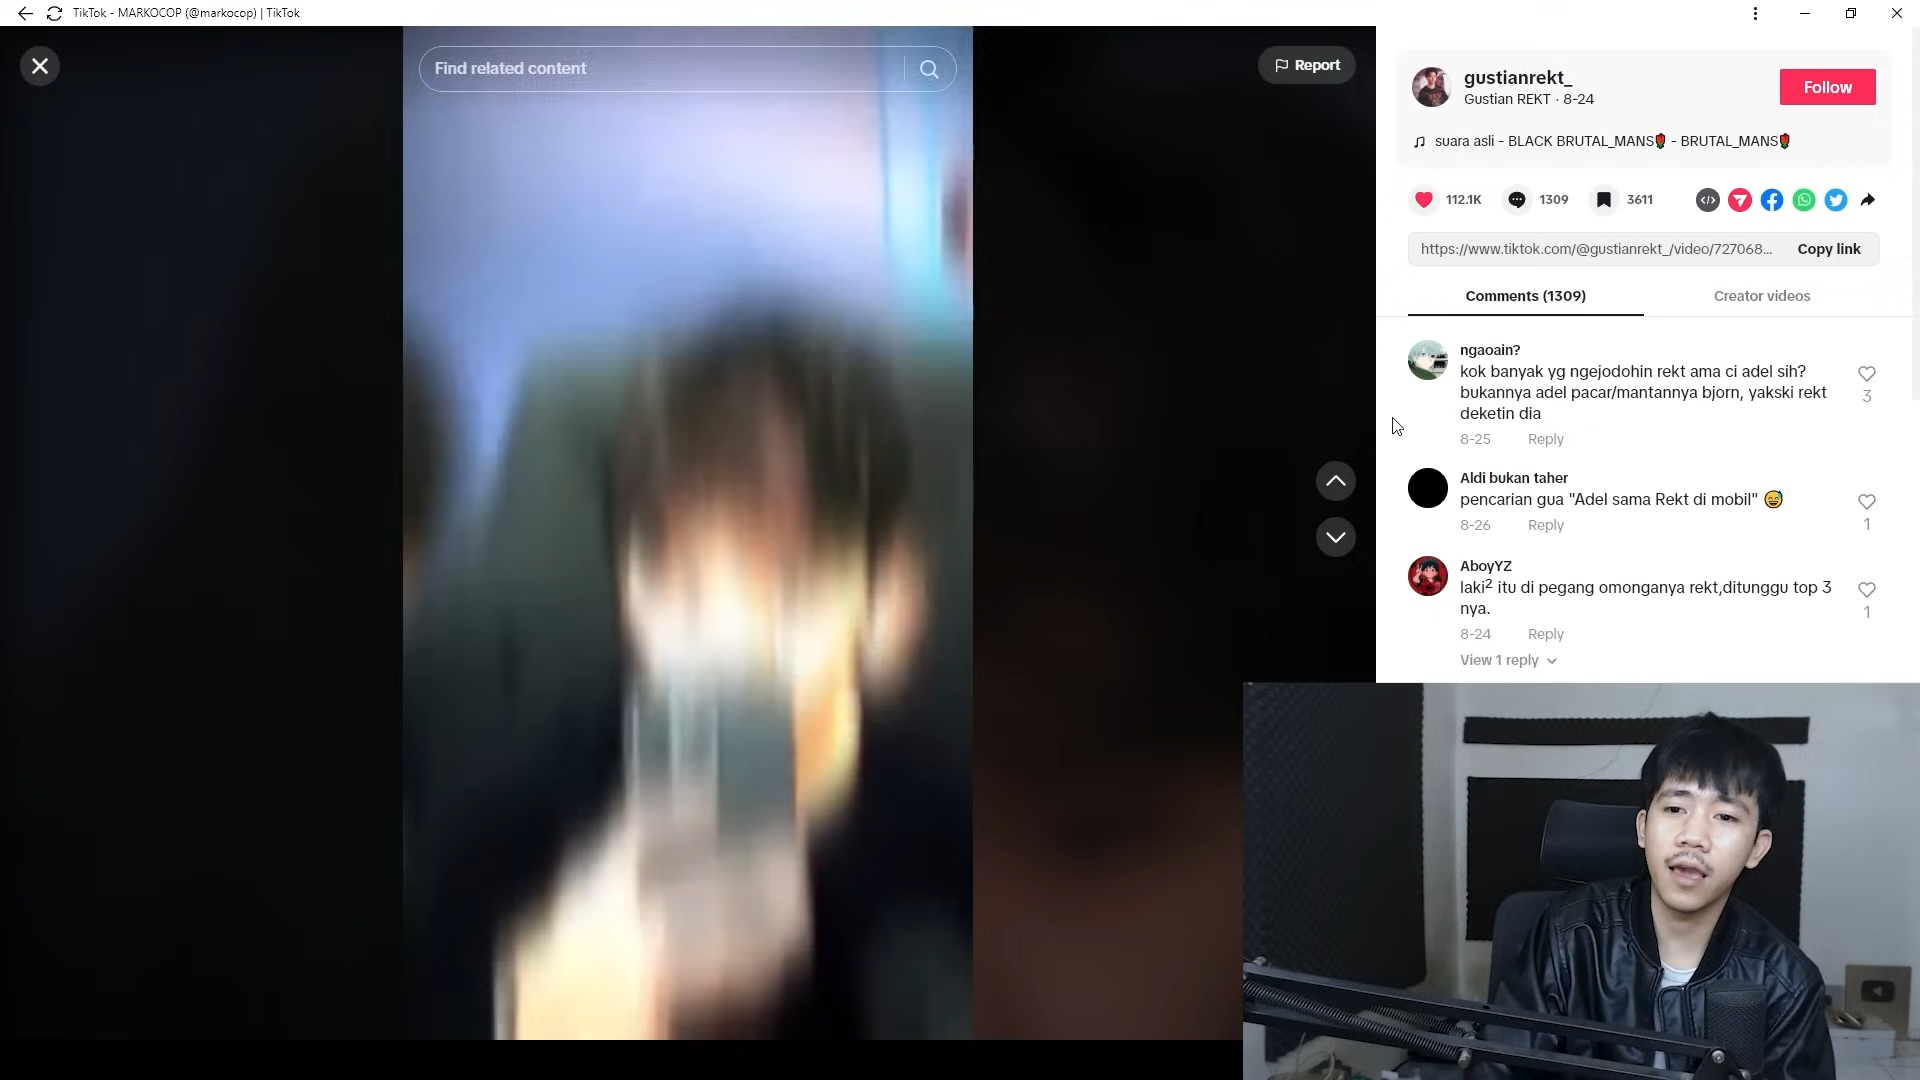 TikTok - MARKOCOP (@markocop) | TikTok
Find related content
Report
gustianrekt_
Gustian REKT · 8-24
Follow
suara asli - BLACK BRUTAL_MANS🌹 - BRUTAL_MANS🌹
112.1K
1309
3611
https://www.tiktok.com/@gustianrekt_/video/727068...
Copy link
Comments (1309)
Creator videos
ngaoain?
kok banyak yg ngejodohin rekt ama ci adel sih?
bukannya adel pacar/mantannya bjorn, yakski rekt
deketin dia
3
8-25
Reply
Aldi bukan taher
pencarian gua "Adel sama Rekt di mobil" 😅
1
8-26
Reply
AboyYZ
laki² itu di pegang omonganya rekt,ditunggu top 3
nya.
1
8-24
Reply
View 1 reply